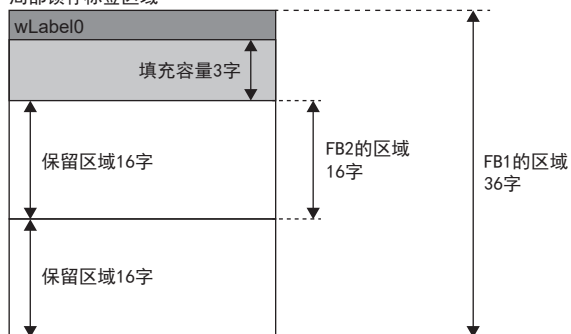 局部锁存标签区域
wLabel0
填充容量3字
保留区域16字
FB2的区域
16字
FB1的区域
36字
保留区域16字